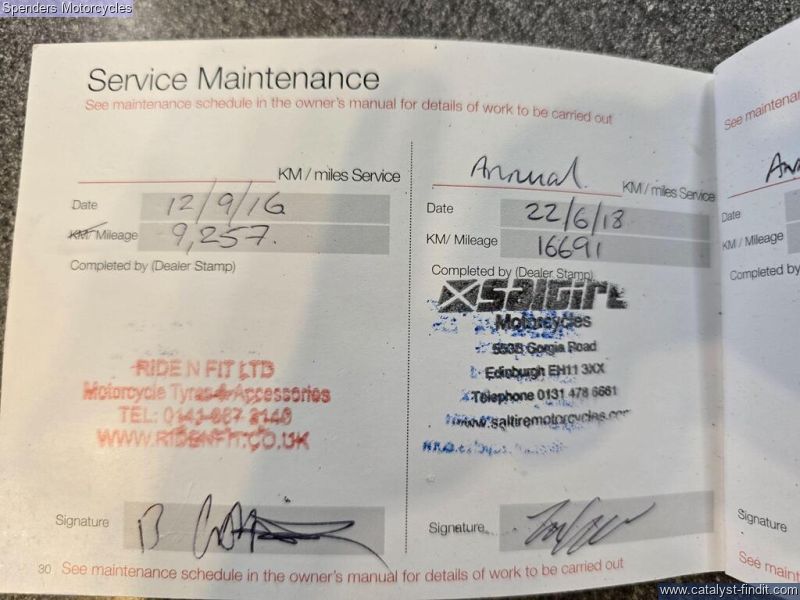 Spenders Motorcycles
Service Maintenance
See maintenance schedule in the owner's manual for details of work to be carried out
KM / miles Service
Date 12/9/16
KM/ Mileage 9,257.
Completed by (Dealer Stamp)
RIDE N FIT LTD
Motorcycle Tyres & Accessories
TEL: 0141
WWW.RIDENFIT.CO.UK
Signature
Annual KM/ miles Service
Date 22/6/18
KM/ Mileage 16691
Completed by (Dealer Stamp)
saltire
Motorcycles
Gorgie Road
Edinburgh EH11 3XX
Telephone 0131 478 6661
www.saltiremotorcycles.com
Signature
30 See maintenance schedule in the owner's manual for details of work to be carried out
See maintenan
KM
Date
KM / Mileage
Completed by
Signature
See mainte
www.catalyst-findit.com